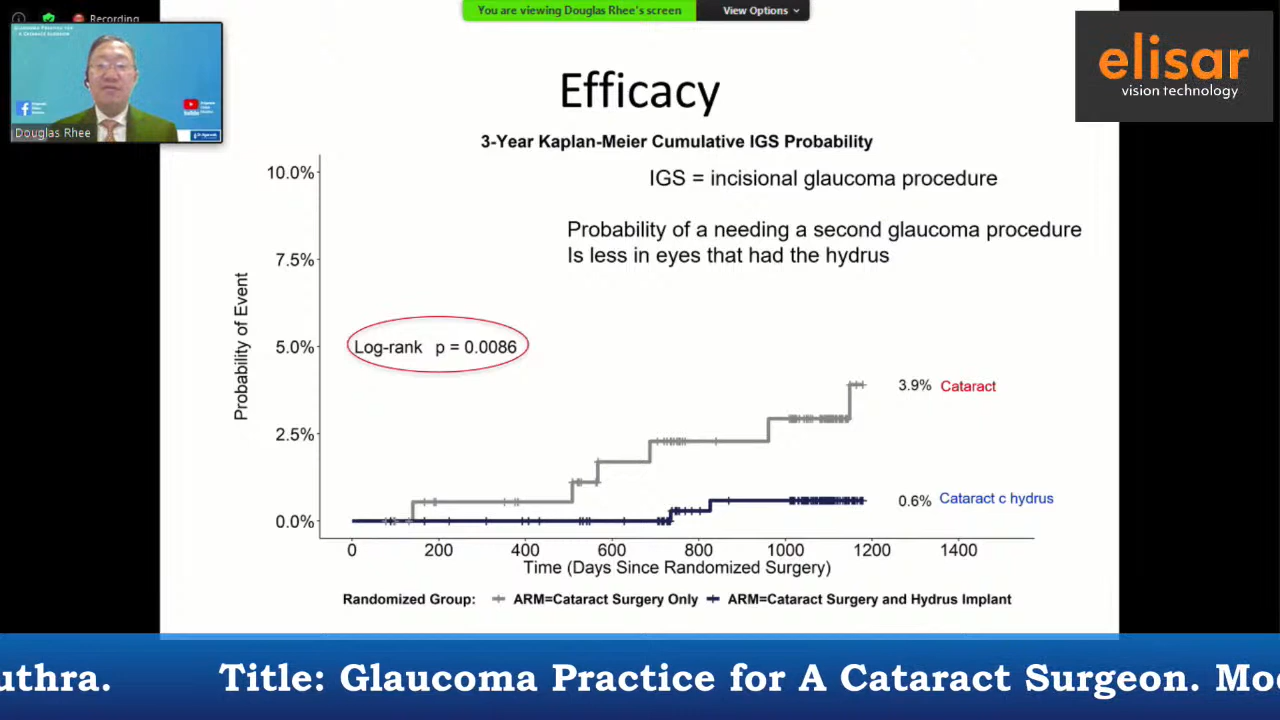 Recording
You are viewing Douglas Rhee's screen
View Options
GLAUCOMA PRACTICE FOR
A CATARACT SURGEON
Douglas Rhee
elisar
vision technology
Efficacy
3-Year Kaplan-Meier Cumulative IGS Probability
IGS = incisional glaucoma procedure
Probability of a needing a second glaucoma procedure
Is less in eyes that had the hydrus
Probability of Event
10.0%
7.5%
5.0%
2.5%
0.0%
Log-rank p = 0.0086
3.9% Cataract
0.6% Cataract c hydrus
0 200 400 600 800 1000 1200 1400
Time (Days Since Randomized Surgery)
Randomized Group: ARM=Cataract Surgery Only ARM=Cataract Surgery and Hydrus Implant
uthra. Title: Glaucoma Practice for A Cataract Surgeon. Mod